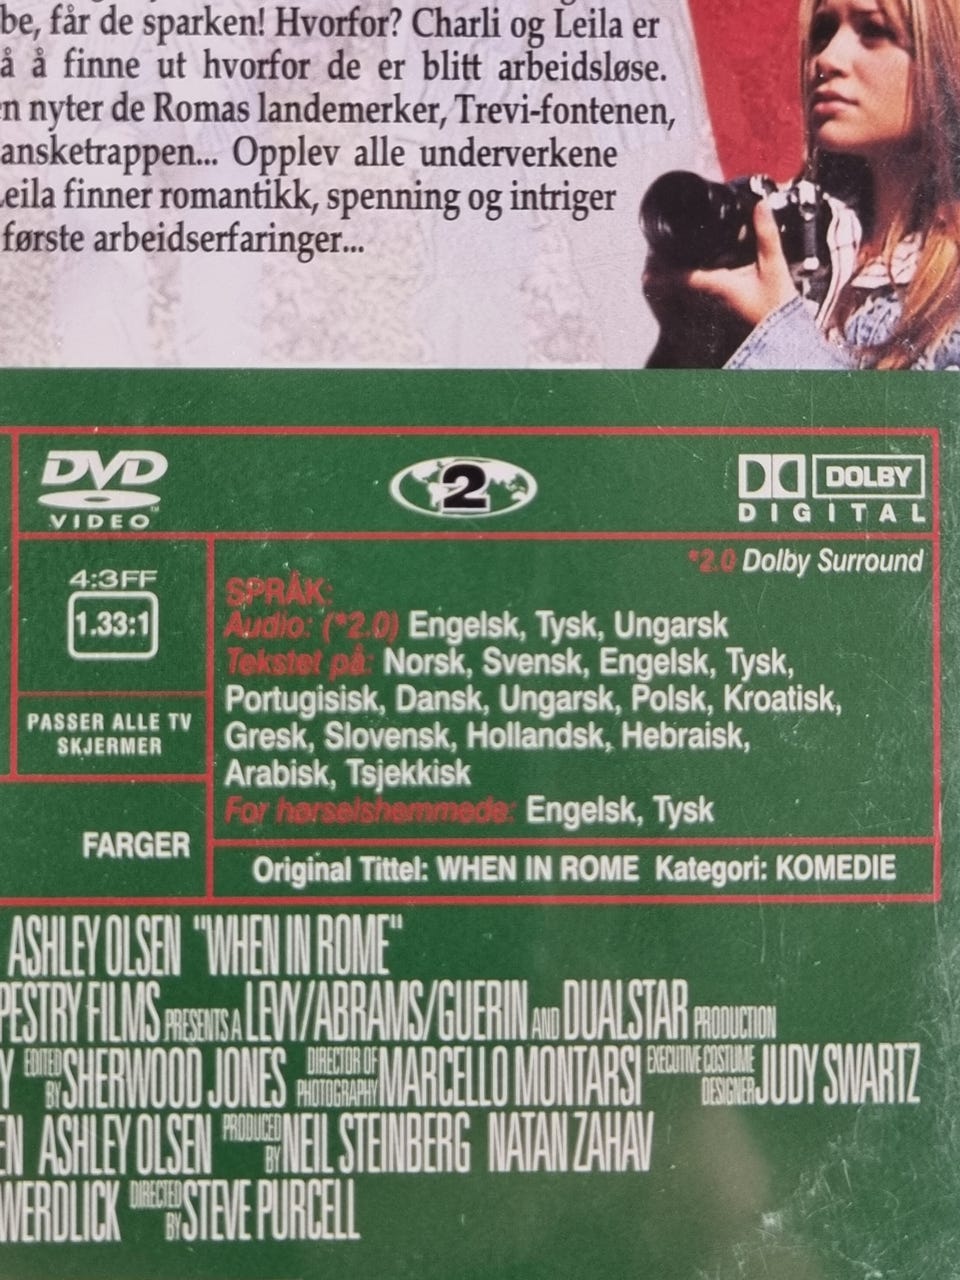 be, får de sparken! Hvorfor? Charli og Leila er
å å finne ut hvorfor de er blitt arbeidsløse.
n nyter de Romas landemerker, Trevi-fontenen,
ansketrappen... Opplev alle underverkene
Leila finner romantikk, spenning og intriger
første arbeidserfaringer...
DVD
VIDEO
2
DOLBY
DIGITAL
*2.0 Dolby Surround
4:3FF
1.33:1
PASSER ALLE TV
SKJERMER
FARGER
SPRÅK:
Audio: (*2.0) Engelsk, Tysk, Ungarsk
Tekstet på: Norsk, Svensk, Engelsk, Tysk,
Portugisisk, Dansk, Ungarsk, Polsk, Kroatisk,
Gresk, Slovensk, Hollandsk, Hebraisk,
Arabisk, Tsjekkisk
For hørselshemmede: Engelsk, Tysk
Original Tittel: WHEN IN ROME Kategori: KOMEDIE
ASHLEY OLSEN "WHEN IN ROME"
PESTRY FILMS PRESENTS A LEVY/ABRAMS/GUERIN AND DUALSTAR PRODUCTION
Y EDITED BY SHERWOOD JONES DIRECTOR OF PHOTOGRAPHY MARCELLO MONTARSI EXECUTIVE COSTUME DESIGNER JUDY SWARTZ
EN ASHLEY OLSEN PRODUCED BY NEIL STEINBERG NATAN ZAHAV
WERDLICK DIRECTED BY STEVE PURCELL